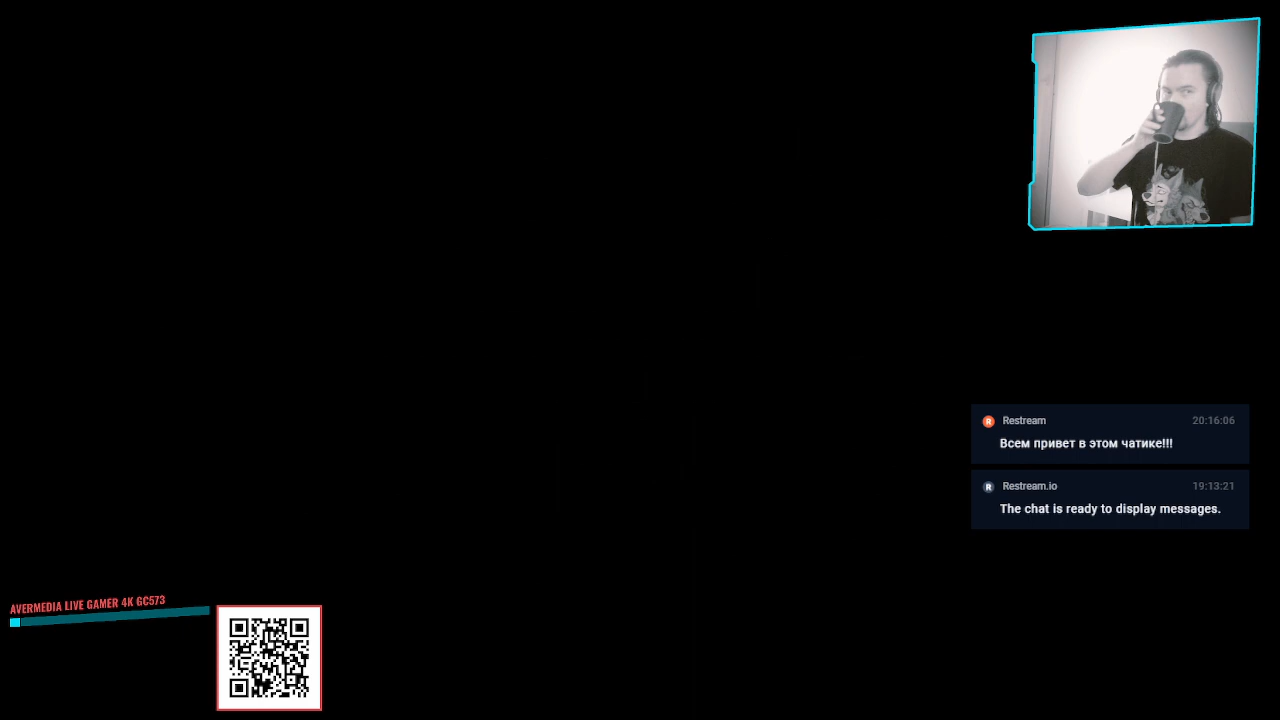 R Restream 20:16:06
Всем привет в этом чатике!!!
R Restream.io 19:13:21
The chat is ready to display messages.
AVERMEDIA LIVE GAMER 4K GC573